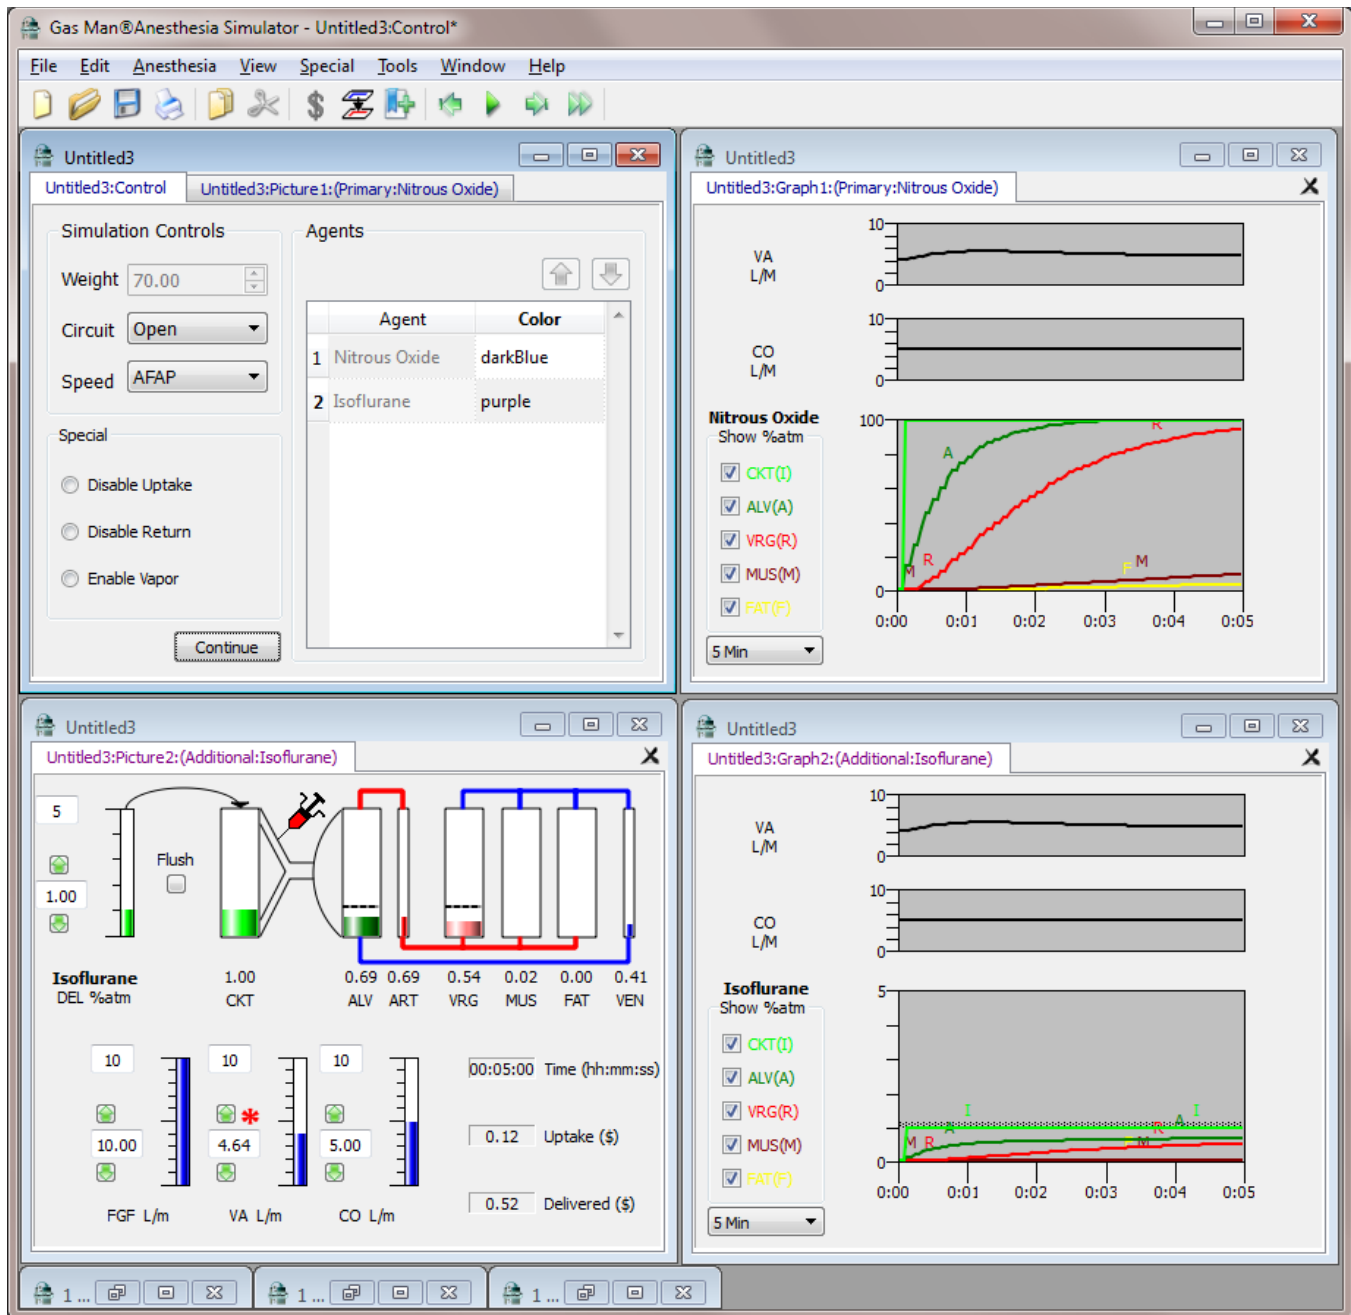 Gas Man®Anesthesia Simulator - Untitled3:Control*
File Edit Anesthesia View Special Tools Window Help
Untitled3
Untitled3:Control Untitled3:Picture1:(Primary:Nitrous Oxide)
Simulation Controls
Weight 70.00
Circuit Open
Speed AFAP
Special
Disable Uptake
Disable Return
Enable Vapor
Continue
Agents
Agent Color
1 Nitrous Oxide darkBlue
2 Isoflurane purple
Untitled3
Untitled3:Graph1:(Primary:Nitrous Oxide)
VA
L/M
10
0
CO
L/M
10
0
Nitrous Oxide
Show %atm
CKT(I)
ALV(A)
VRG(R)
MUS(M)
FAT(F)
5 Min
100
0
A
R
M
R
F
M
0:00 0:01 0:02 0:03 0:04 0:05
Untitled3
Untitled3:Picture2:(Additional:Isoflurane)
5
Flush
1.00
Isoflurane
DEL %atm
1.00 0.69 0.69 0.54 0.02 0.00 0.41
CKT ALV ART VRG MUS FAT VEN
10 10 10
10.00 4.64 5.00
FGF L/m VA L/m CO L/m
00:05:00 Time (hh:mm:ss)
0.12 Uptake ($)
0.52 Delivered ($)
Untitled3
Untitled3:Graph2:(Additional:Isoflurane)
VA
L/M
10
0
CO
L/M
10
0
Isoflurane
Show %atm
CKT(I)
ALV(A)
VRG(R)
MUS(M)
FAT(F)
5 Min
5
0
I
A
I
A
R
M R
F M
0:00 0:01 0:02 0:03 0:04 0:05
1 ... 1 ... 1 ...